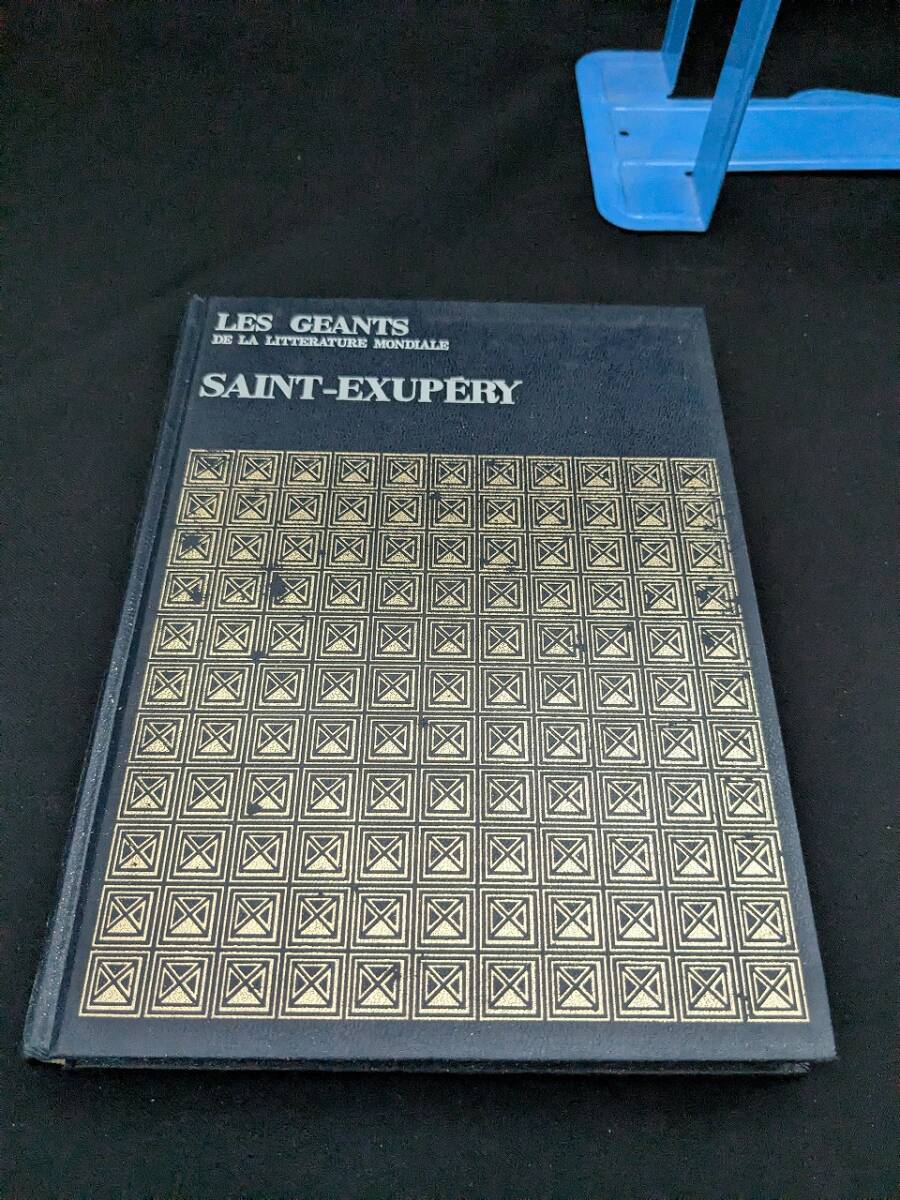 LES GEANTS
DE LA LITTERATURE MONDIALE
SAINT-EXUPÉRY